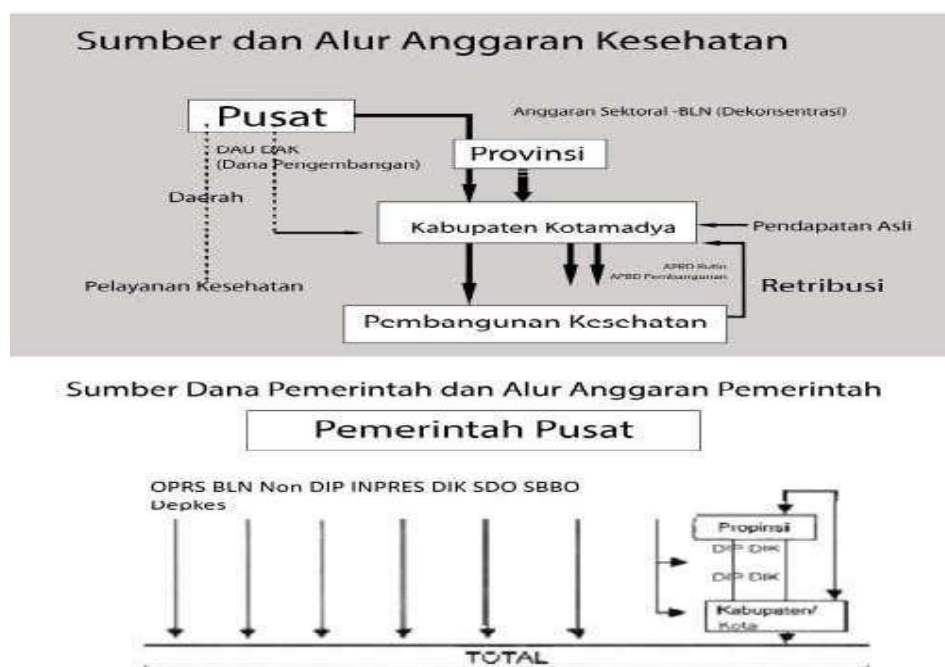 Sumber dan Alur Anggaran Kesehatan
Pusat
Anggaran Sektoral -BLN (Dekonsentrasi)
DAU DAK
(Dana Pengembangan)
Provinsi
Daerah
Kabupaten Kotamadya
Pendapatan Asli
APBD Rutin
APBD Pembangunan
Pelayanan Kesehatan
Retribusi
Pembangunan Kesehatan
Sumber Dana Pemerintah dan Alur Anggaran Pemerintah
Pemerintah Pusat
OPRS BLN Non DIP INPRES DIK SDO SBBO
Depkes
Propinsi
DIP DIK
DIP DIK
Kabupaten/
Kota
TOTAL